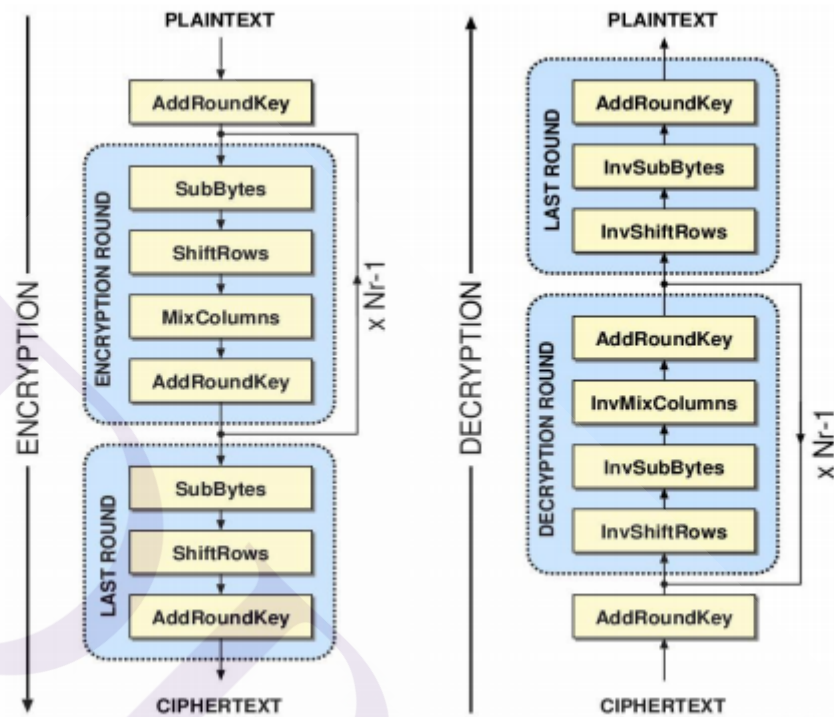 PLAINTEXT
AddRoundKey
ENCRYPTION ROUND
SubBytes
ShiftRows
MixColumns
AddRoundKey
x Nr-1
ENCRYPTION
LAST ROUND
SubBytes
ShiftRows
AddRoundKey
CIPHERTEXT
PLAINTEXT
LAST ROUND
AddRoundKey
InvSubBytes
InvShiftRows
DECRYPTION
DECRYPTION ROUND
AddRoundKey
InvMixColumns
InvSubBytes
InvShiftRows
x Nr-1
AddRoundKey
CIPHERTEXT